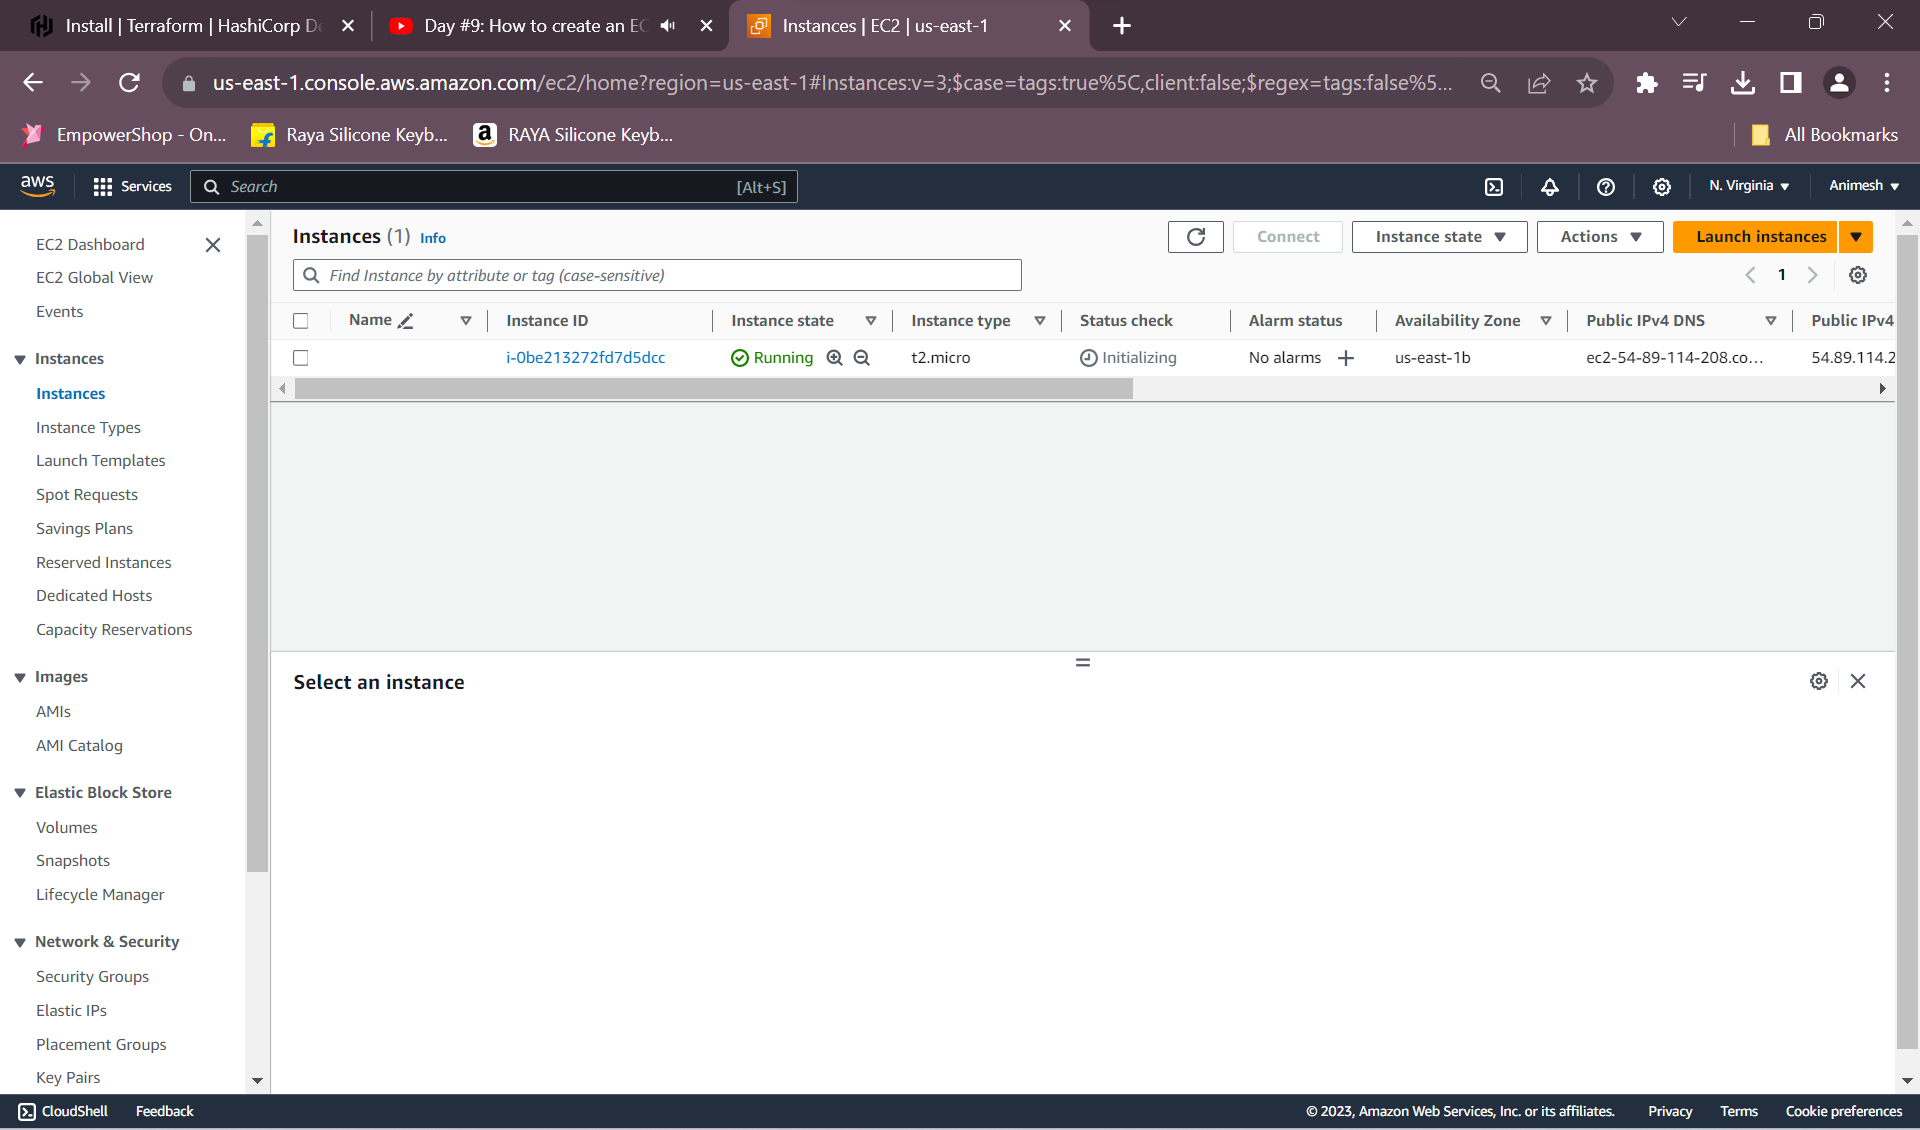 Install | Terraform | HashiCorp De
Day #9: How to create an EC
Instances | EC2 | us-east-1
us-east-1.console.aws.amazon.com/ec2/home?region=us-east-1#Instances:v=3;$case=tags:true%5C,client:false;$regex=tags:false%5...
EmpowerShop - On...
Raya Silicone Keyb...
RAYA Silicone Keyb...
All Bookmarks
aws
Services
Search
[Alt+S]
N. Virginia
Animesh
EC2 Dashboard
EC2 Global View
Events
Instances
Instances
Instance Types
Launch Templates
Spot Requests
Savings Plans
Reserved Instances
Dedicated Hosts
Capacity Reservations
Images
AMIs
AMI Catalog
Elastic Block Store
Volumes
Snapshots
Lifecycle Manager
Network & Security
Security Groups
Elastic IPs
Placement Groups
Key Pairs
Instances (1) Info
Connect
Instance state
Actions
Launch instances
Find Instance by attribute or tag (case-sensitive)
1
Name Instance ID Instance state Instance type Status check Alarm status Availability Zone Public IPv4 DNS Public IPv4
i-0be213272fd7d5dcc Running t2.micro Initializing No alarms us-east-1b ec2-54-89-114-208.co... 54.89.114.2
Select an instance
CloudShell
Feedback
© 2023, Amazon Web Services, Inc. or its affiliates.
Privacy
Terms
Cookie preferences